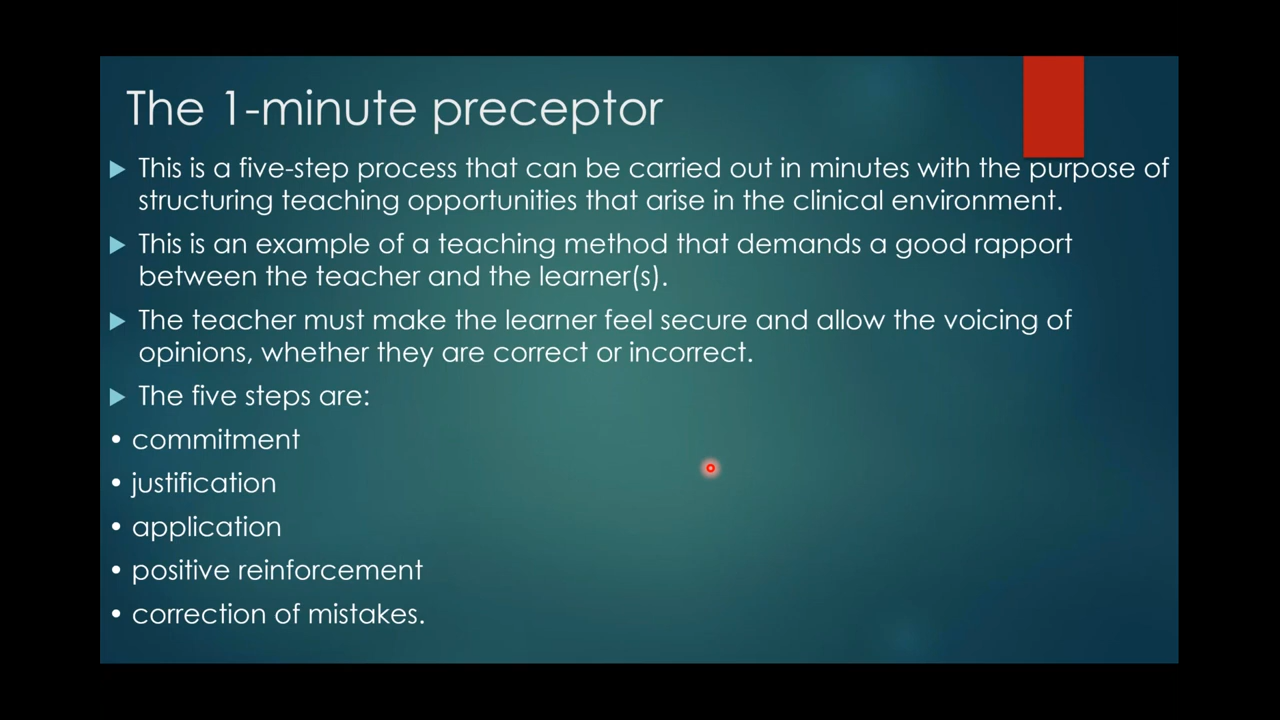 The 1-minute preceptor
This is a five-step process that can be carried out in minutes with the purpose of
structuring teaching opportunities that arise in the clinical environment.
This is an example of a teaching method that demands a good rapport
between the teacher and the learner(s).
The teacher must make the learner feel secure and allow the voicing of
opinions, whether they are correct or incorrect.
The five steps are:
• commitment
• justification
• application
• positive reinforcement
• correction of mistakes.